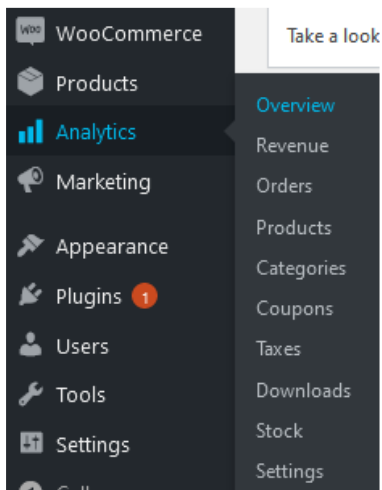 Woo
WooCommerce
Products
Analytics
Marketing
Appearance
Plugins 1
Users
Tools
Settings
Take a look
Overview
Revenue
Orders
Products
Categories
Coupons
Taxes
Downloads
Stock
Settings